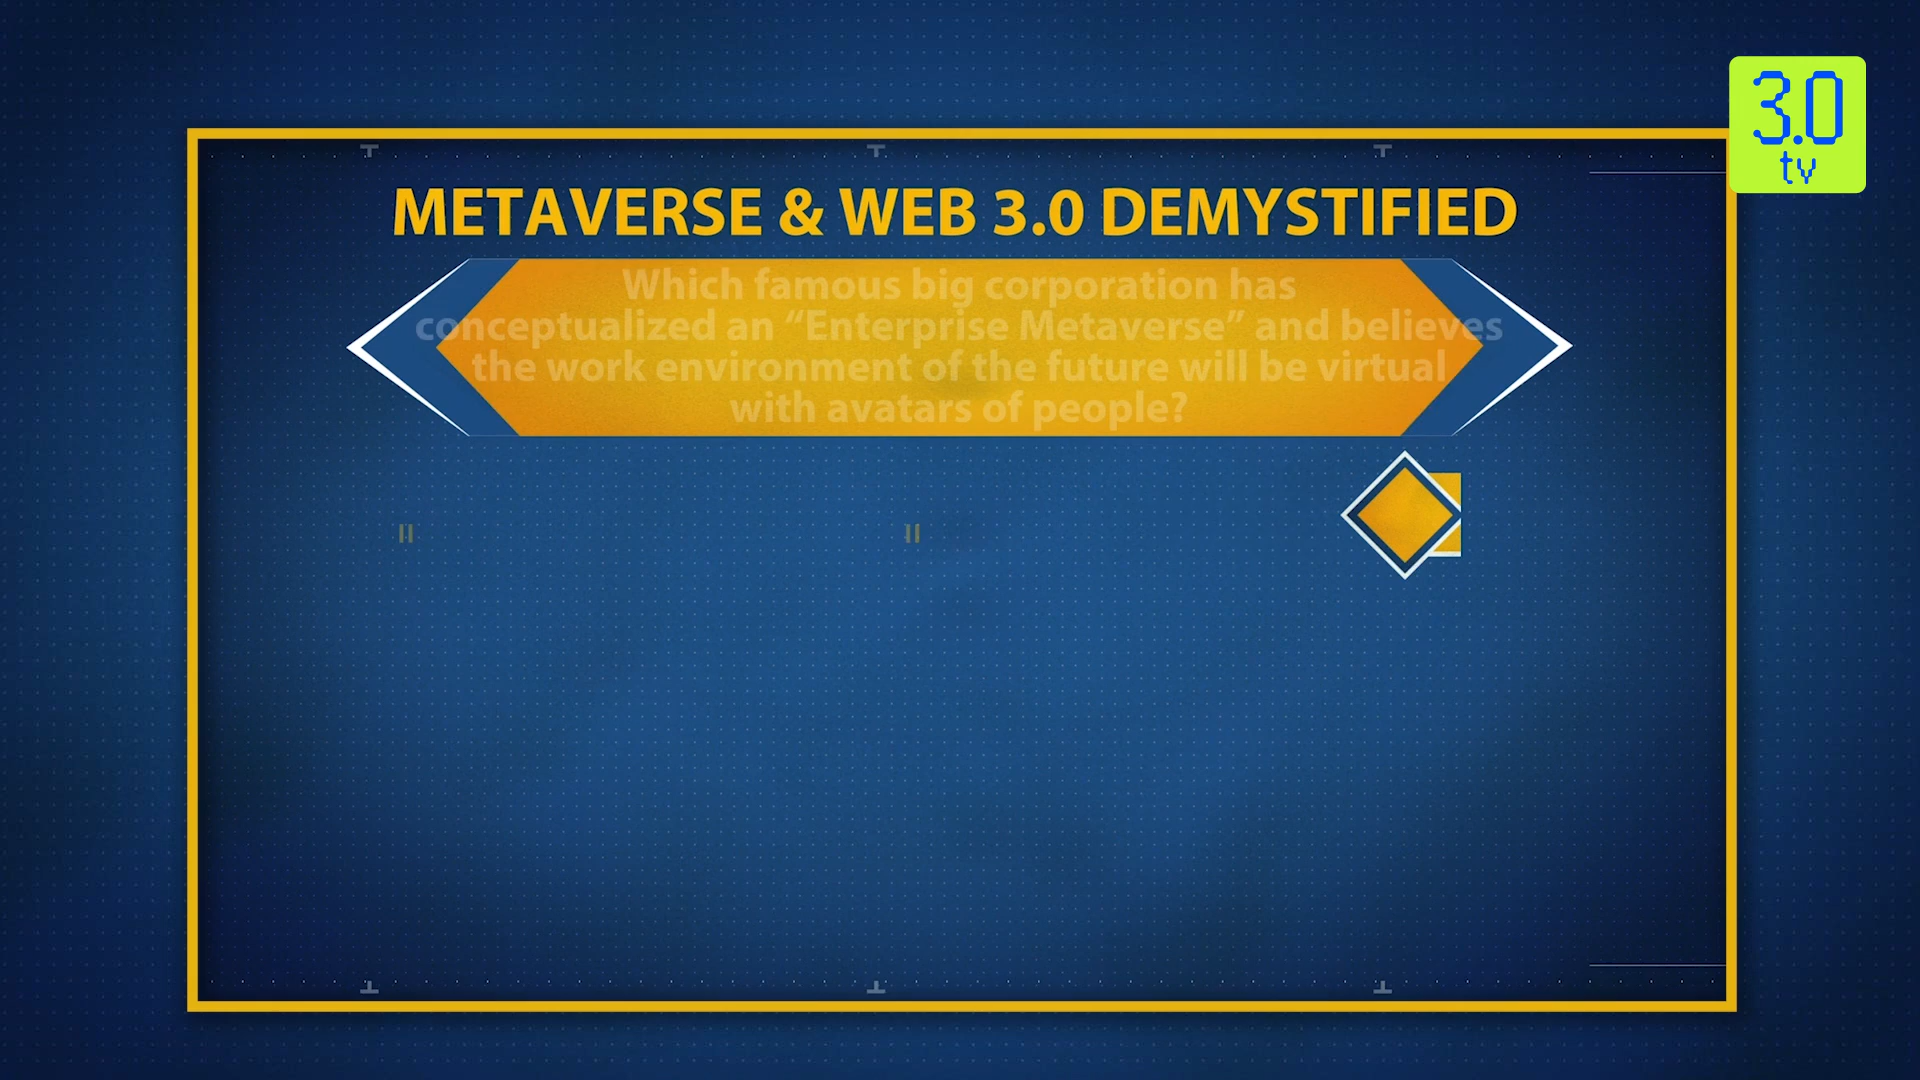 3.0
tv
METAVERSE & WEB 3.0 DEMYSTIFIED
Which famous big corporation has
conceptualized an “Enterprise Metaverse” and believes
the work environment of the future will be virtual
with avatars of people?